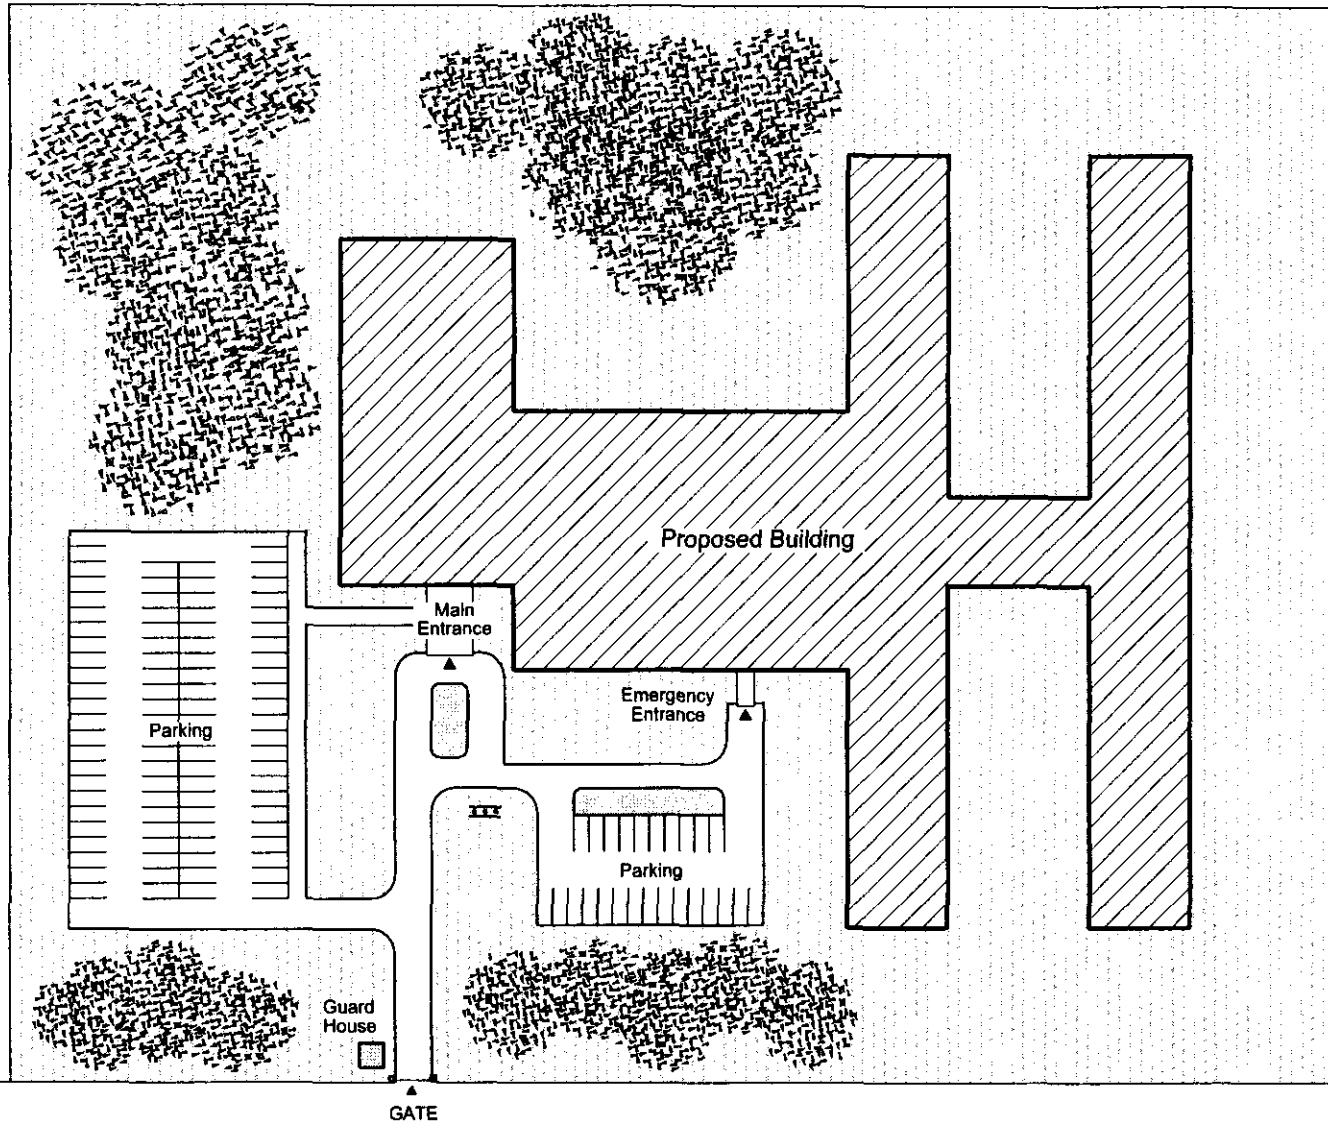 Proposed Building
Main
Entrance
Emergency
Entrance
Parking
Parking
Guard
House
GATE